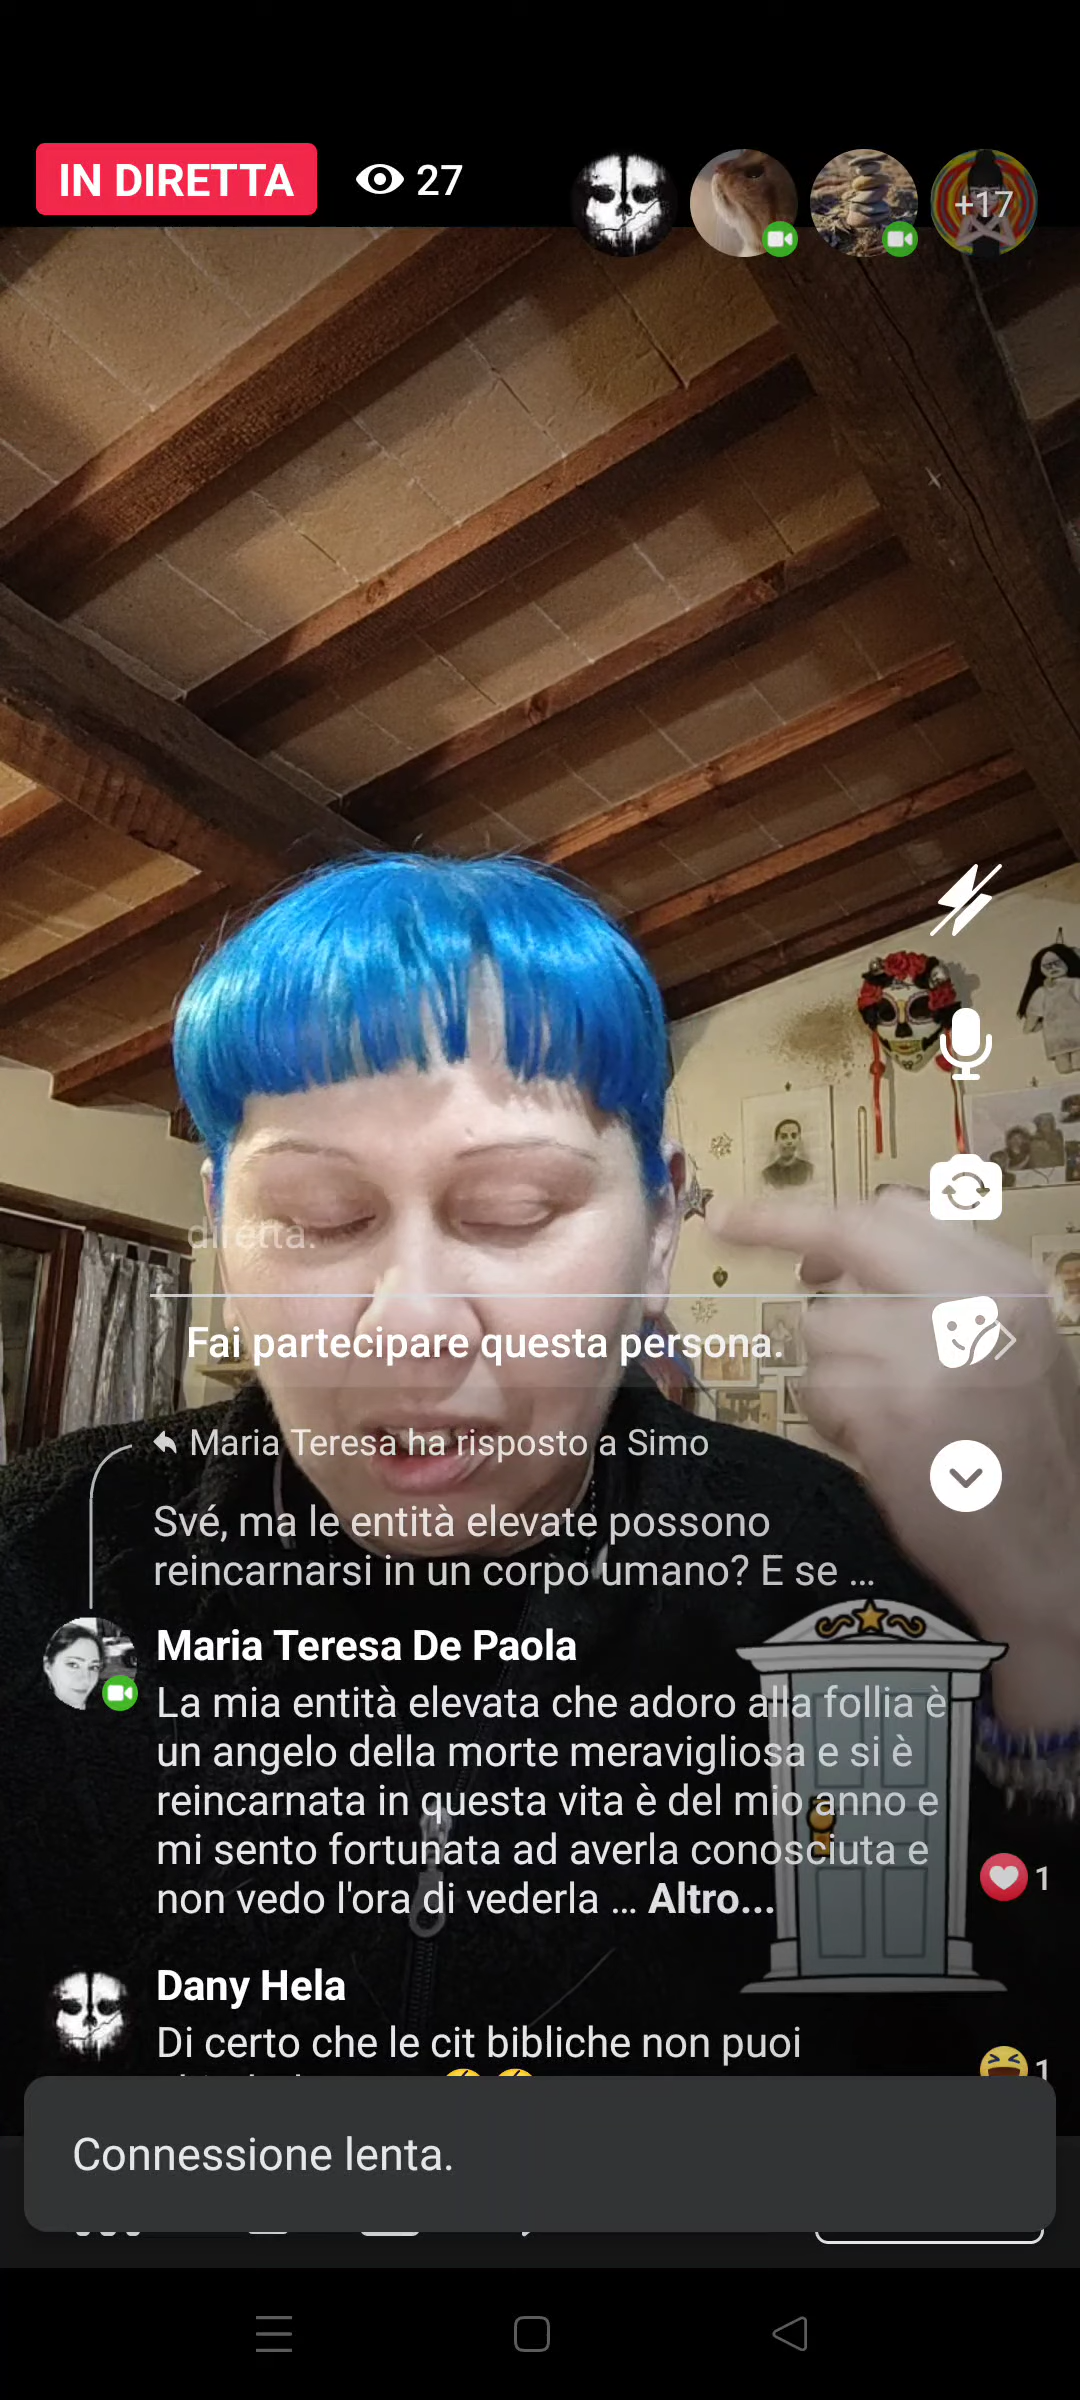 IN DIRETTA
27
+17
diretta.
Fai partecipare questa persona.
Maria Teresa ha risposto a Simo
Své, ma le entità elevate possono
reincarnarsi in un corpo umano? E se ...
Maria Teresa De Paola
La mia entità elevata che adoro alla follia è
un angelo della morte meravigliosa e si è
reincarnata in questa vita è del mio anno e
mi sento fortunata ad averla conosciuta e
non vedo l'ora di vederla ... Altro...
1
Dany Hela
Di certo che le cit bibliche non puoi
1
Connessione lenta.